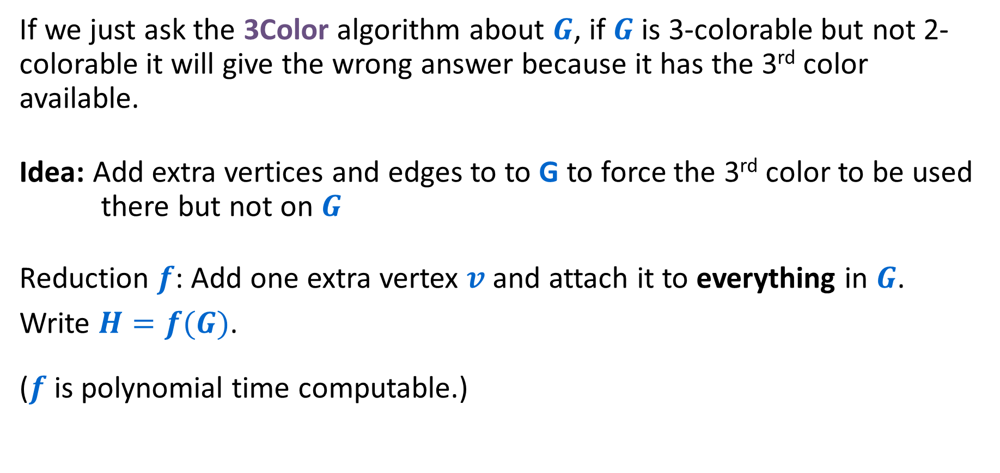 If we just ask the 3Color algorithm about G, if G is 3-colorable but not 2-
colorable it will give the wrong answer because it has the 3rd color
available.
Idea: Add extra vertices and edges to to G to force the 3rd color to be used
there but not on G
Reduction f: Add one extra vertex v and attach it to everything in G.
Write H = f(G).
(f is polynomial time computable.)